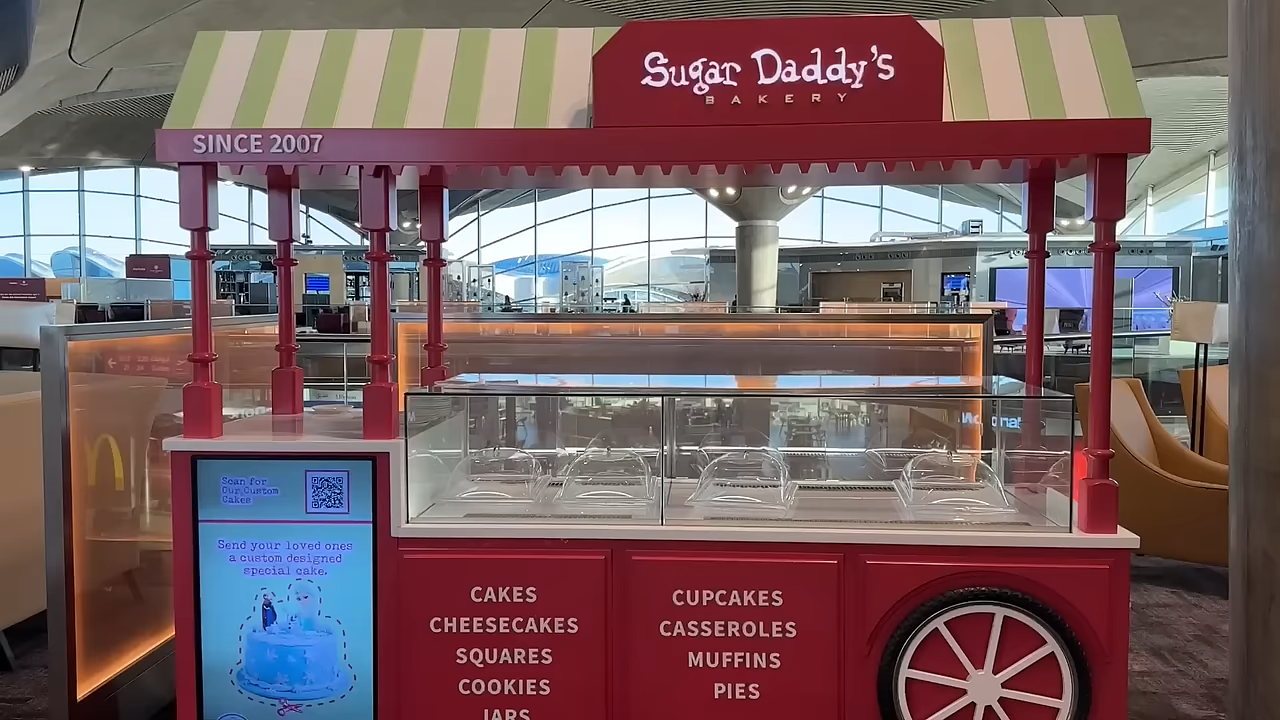 Sugar Daddy's
BAKERY
SINCE 2007
Scan for
Our Custom
Cakes
Send your loved ones
a custom designed
special cake.
CAKES
CHEESECAKES
SQUARES
COOKIES
JARS
CUPCAKES
CASSEROLES
MUFFINS
PIES